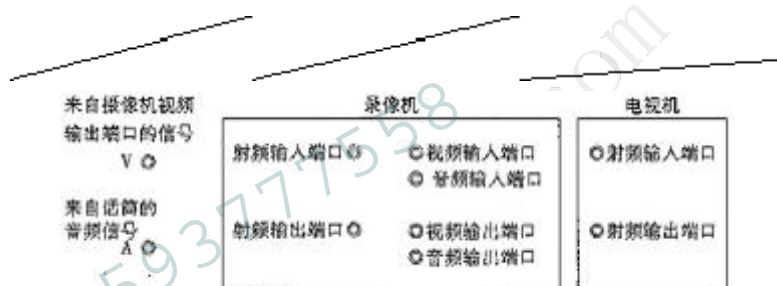 来自摄像机视频
输出端口的信号
V
来自话筒的
音频信号
A
录像机
射频输入端口
视频输入端口
音频输入端口
射频输出端口
视频输出端口
音频输出端口
电视机
射频输入端口
射频输出端口
593777558
om